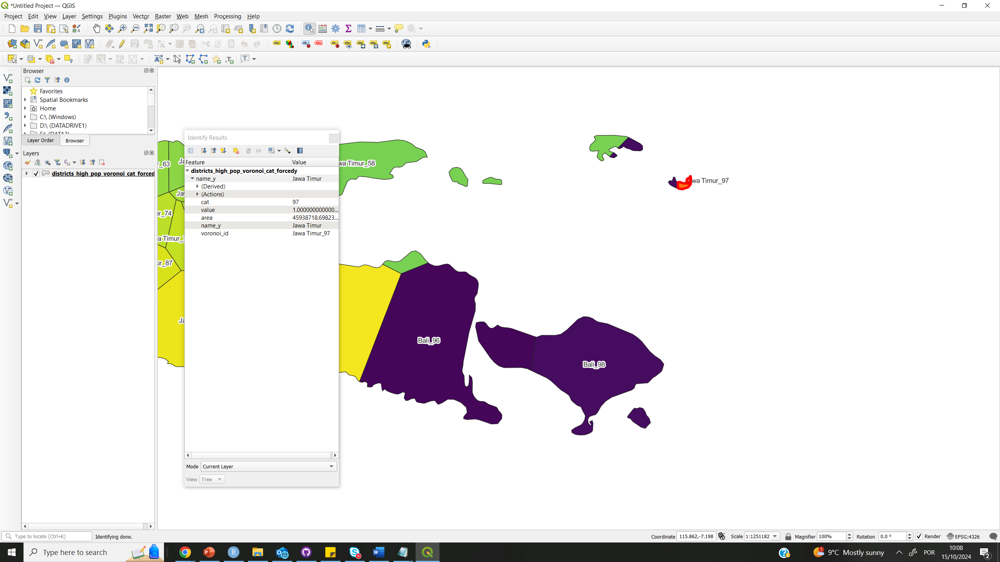 *Untitled Project — QGIS
Project Edit View Layer Settings Plugins Vector Raster Web Mesh Processing Help
Browser
Favorites
Spatial Bookmarks
Home
C:\ (Windows)
D:\ (DATADRIVE1)
Layer Order Browser
Layers
districts_high_pop_voronoi_cat_forced
Identify Results
Feature Value
districts_high_pop_voronoi_cat_forcedy
name_y Jawa Timur
(Derived)
(Actions)
cat 97
value 1.000000000000...
area 45938718.69823...
name_y Jawa Timur
voronoi_id Jawa Timur_97
Mode Current Layer
View Tree
r_63
Ja
Ja
ur_74
a Timur_
ur_87
Ja
wa Timur_58
wa Timur_97
Bali_96
Bali_98
Type to locate (Ctrl+K) Identifying done. Coordinate 115.862,-7.198 Scale 1:1251182 Magnifier 100% Rotation 0.0 ° Render EPSG:4326
Type here to search 9°C Mostly sunny POR 10:08
15/10/2024 2